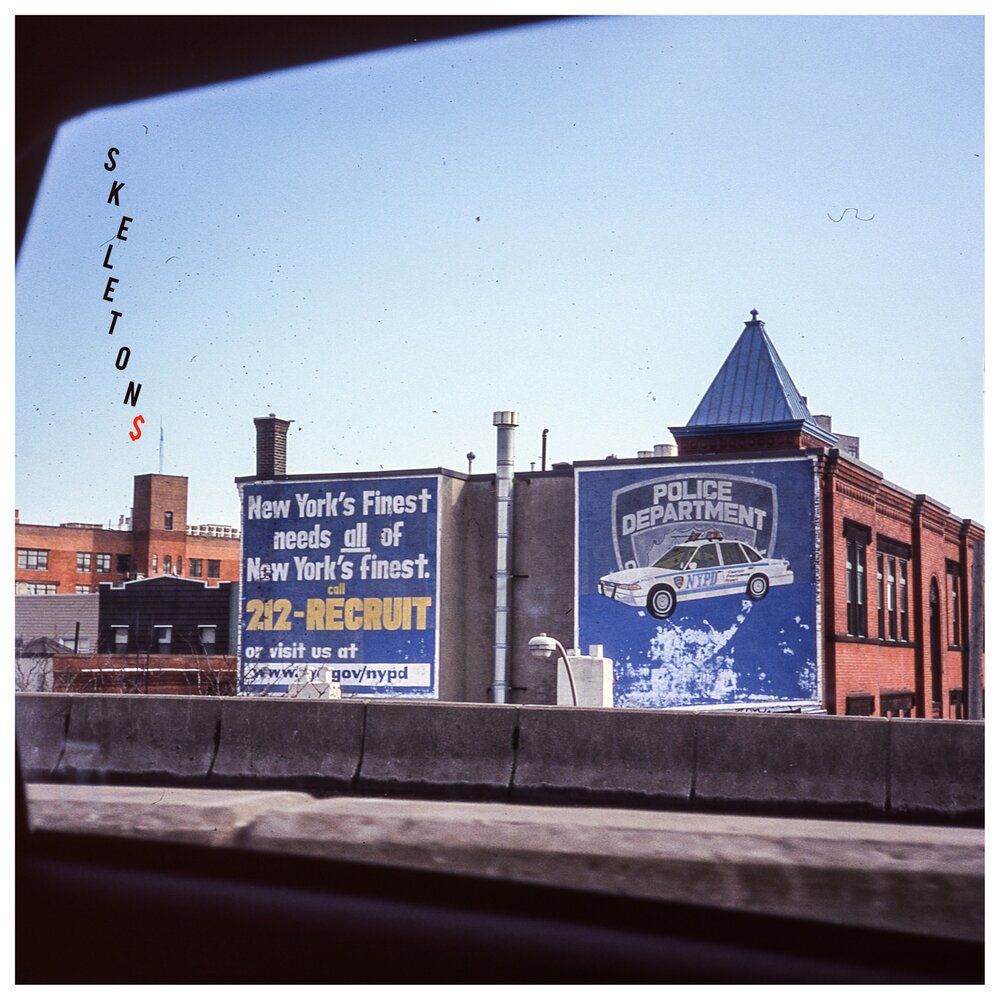 SKELETONS
New York's Finest
needs all of
New York's finest.
call
212-RECRUIT
or visit us at
gov/nypd
POLICE
DEPARTMENT
NYPD